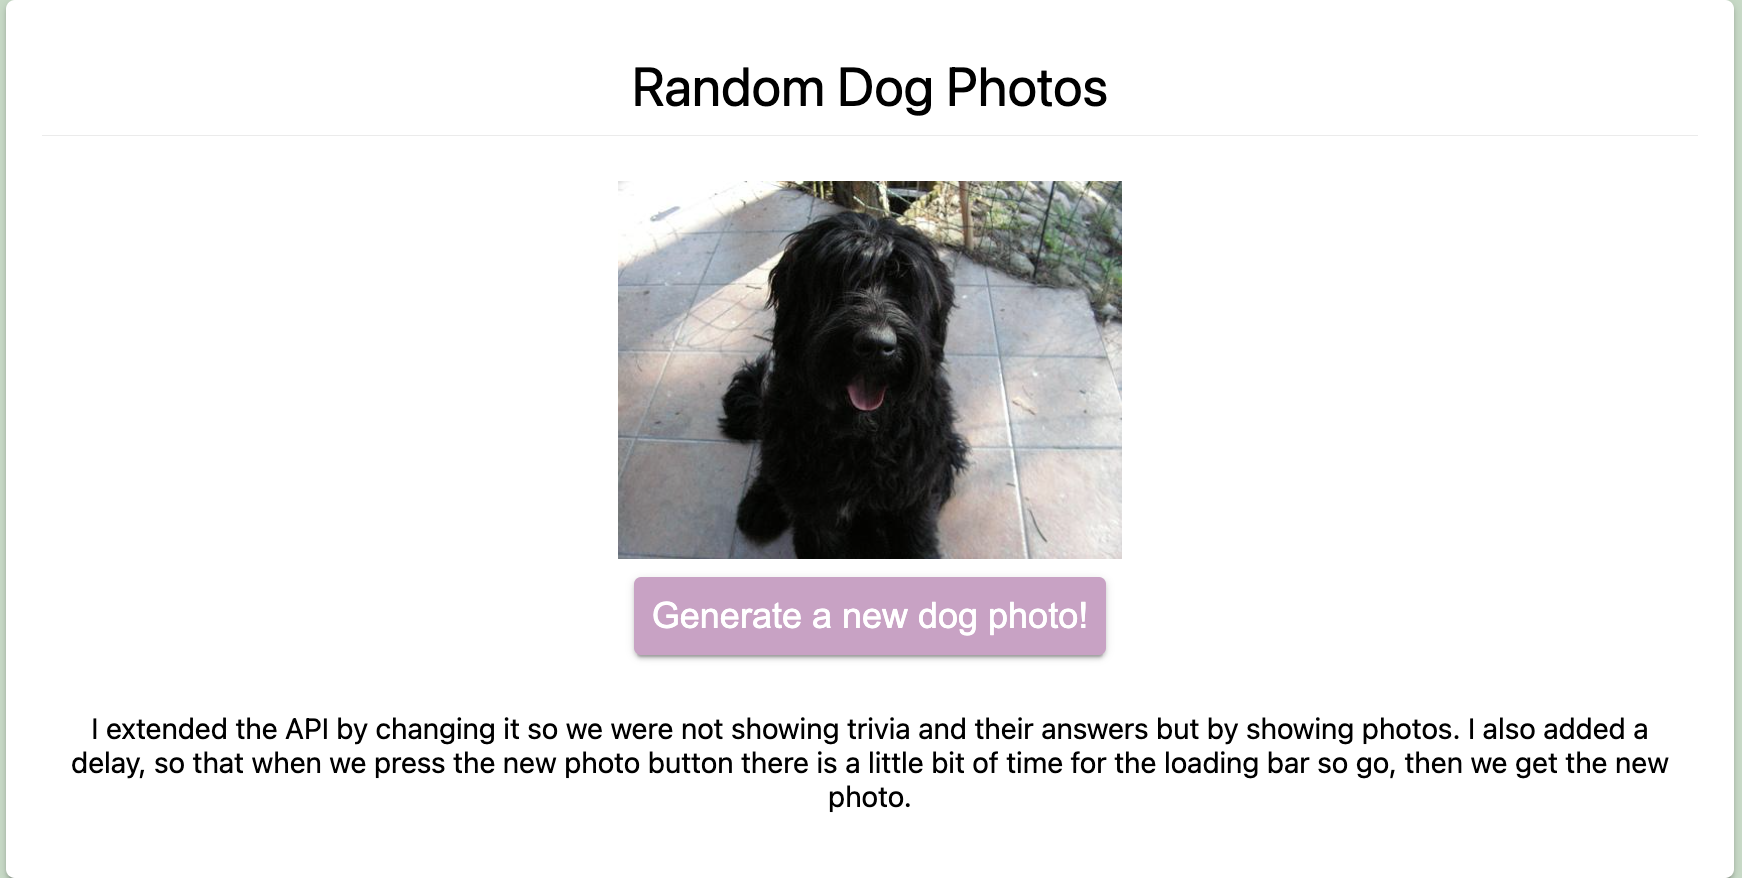 Random Dog Photos
Generate a new dog photo!
I extended the API by changing it so we were not showing trivia and their answers but by showing photos. I also added a
delay, so that when we press the new photo button there is a little bit of time for the loading bar so go, then we get the new
photo.